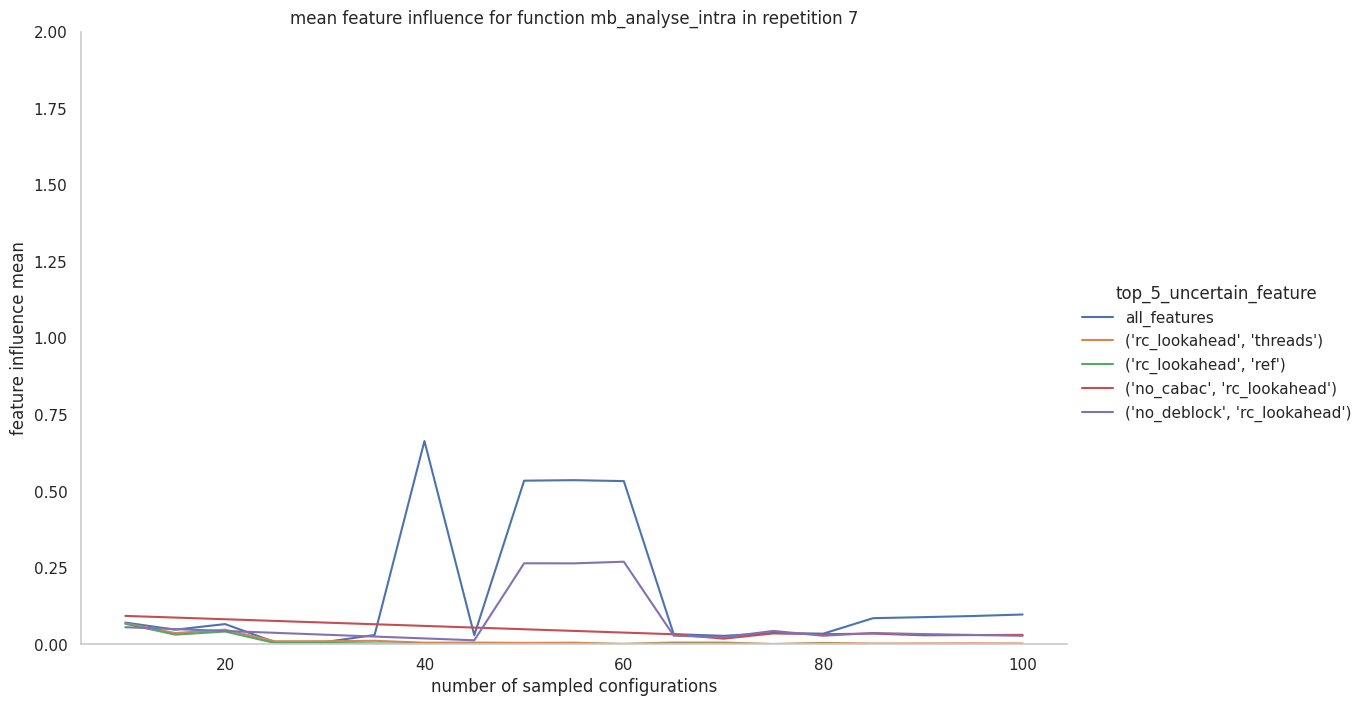 mean feature influence for function mb_analyse_intra in repetition 7
2.00
1.75
1.50
1.25
1.00
0.75
0.50
0.25
0.00
feature influence mean
20
40
60
80
100
number of sampled configurations
top_5_uncertain_feature
all_features
('rc_lookahead', 'threads')
('rc_lookahead', 'ref')
('no_cabac', 'rc_lookahead')
('no_deblock', 'rc_lookahead')